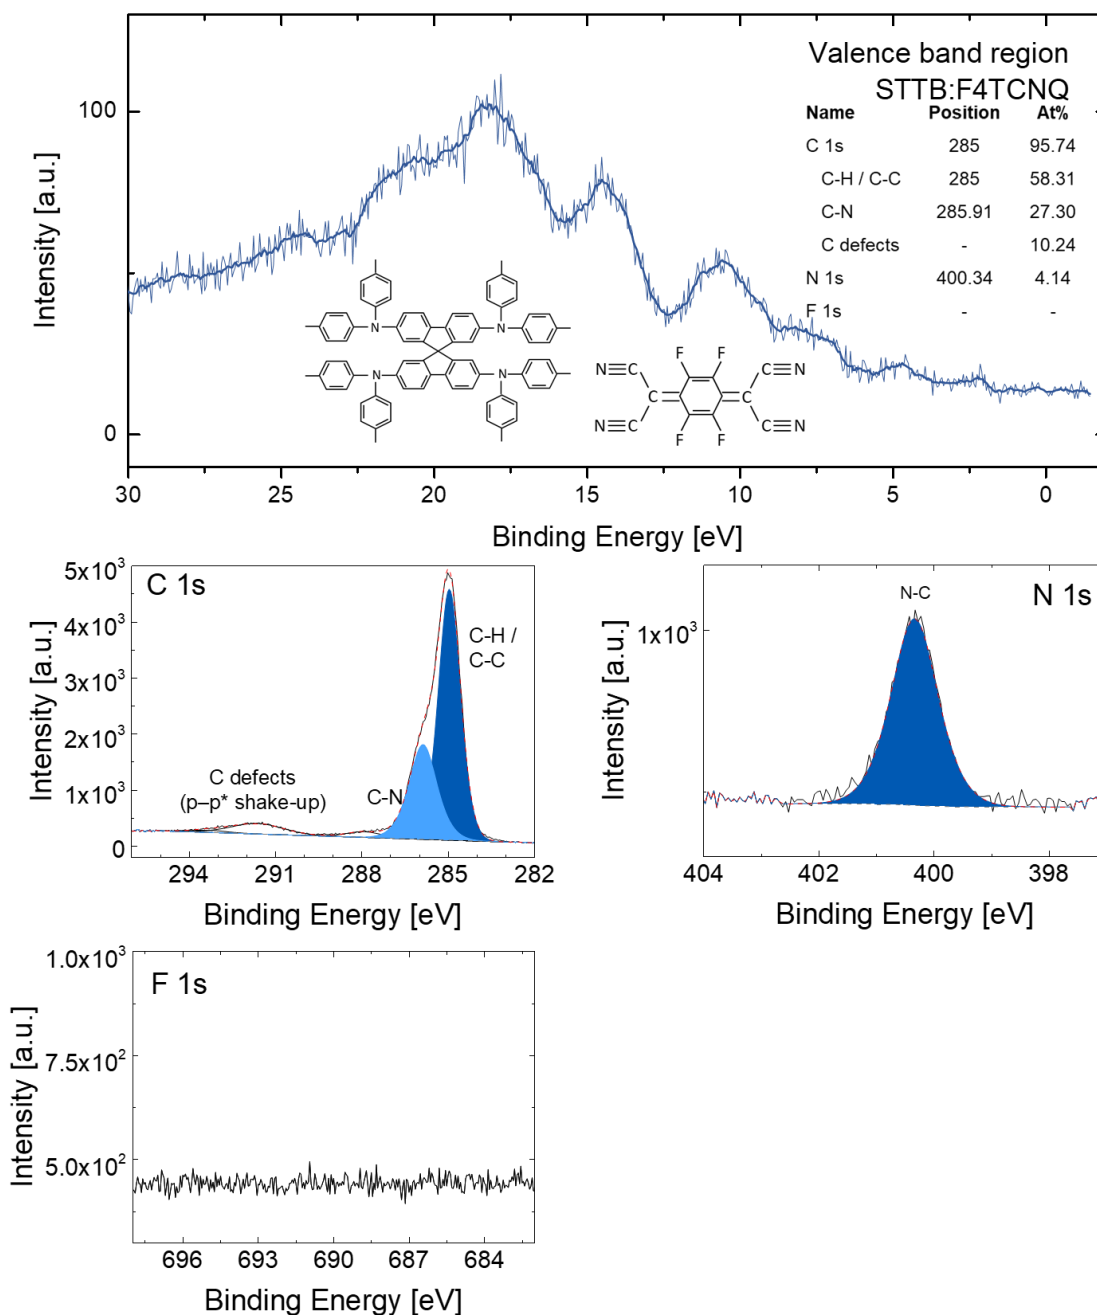 Valence band region
STTB:F4TCNQ
Name Position At%
C 1s 285 95.74
C-H / C-C 285 58.31
C-N 285.91 27.30
C defects - 10.24
N 1s 400.34 4.14
F 1s - -
Intensity [a.u.]
100
0
N N
N N
F F
N≡C C≡N
C C
N≡C C≡N
F F
30 25 20 15 10 5 0
Binding Energy [eV]
C 1s
Intensity [a.u.]
5x10³
4x10³
3x10³
2x10³
1x10³
0
C-H /
C-C
C-N
C defects
(p–p* shake-up)
294 291 288 285 282
Binding Energy [eV]
N 1s
N-C
Intensity [a.u.]
1x10³
404 402 400 398
Binding Energy [eV]
F 1s
Intensity [a.u.]
1.0x10³
7.5x10²
5.0x10²
696 693 690 687 684
Binding Energy [eV]